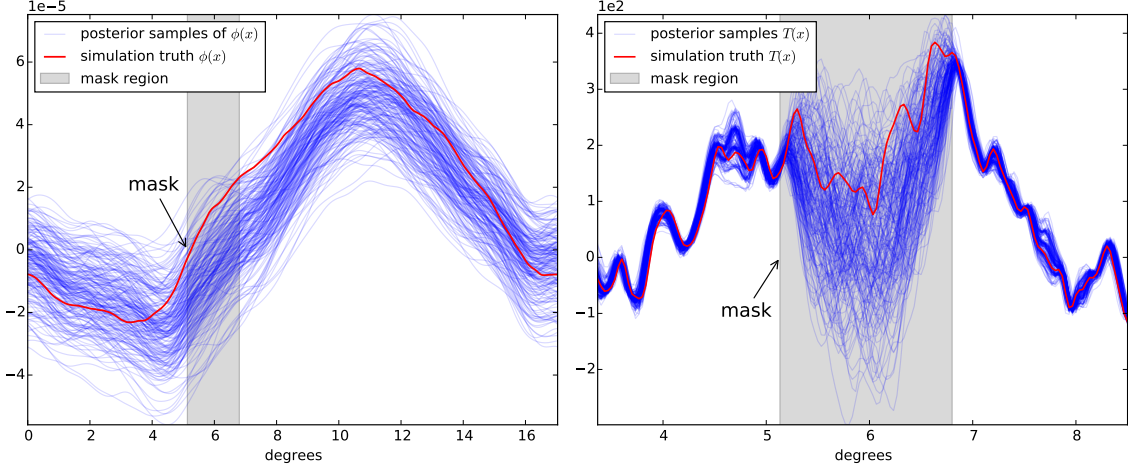 1e−5
posterior samples of ϕ(x)
simulation truth ϕ(x)
mask region
mask
6
4
2
0
−2
−4
0
2
4
6
8
10
12
14
16
degrees
1e2
posterior samples T(x)
simulation truth T(x)
mask region
mask
4
3
2
1
0
−1
−2
4
5
6
7
8
degrees